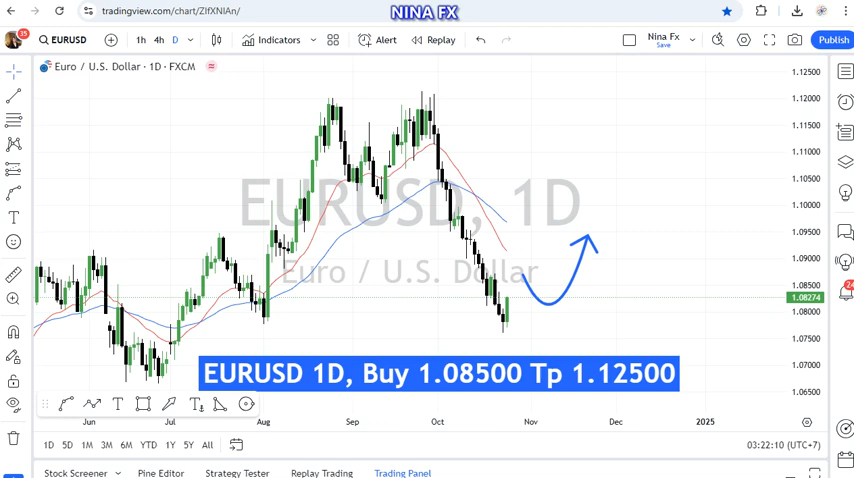 tradingview.com/chart/ZIfXNlAn/
NINA FX
35
EURUSD
1h 4h D
Indicators
Alert
Replay
Nina Fx
Save
Publish
Euro / U.S. Dollar · 1D · FXCM
EURUSD, 1D
Euro / U.S. Dollar
1.12500
1.12000
1.11500
1.11000
1.10500
1.10000
1.09500
1.09000
1.08500
1.08274
1.08000
1.07500
1.07000
1.06500
24
EURUSD 1D, Buy 1.08500 Tp 1.12500
Jun Jul Aug Sep Oct Nov Dec 2025
1D 5D 1M 3M 6M YTD 1Y 5Y All
03:22:10 (UTC+7)
Stock Screener Pine Editor Strategy Tester Replay Trading Trading Panel